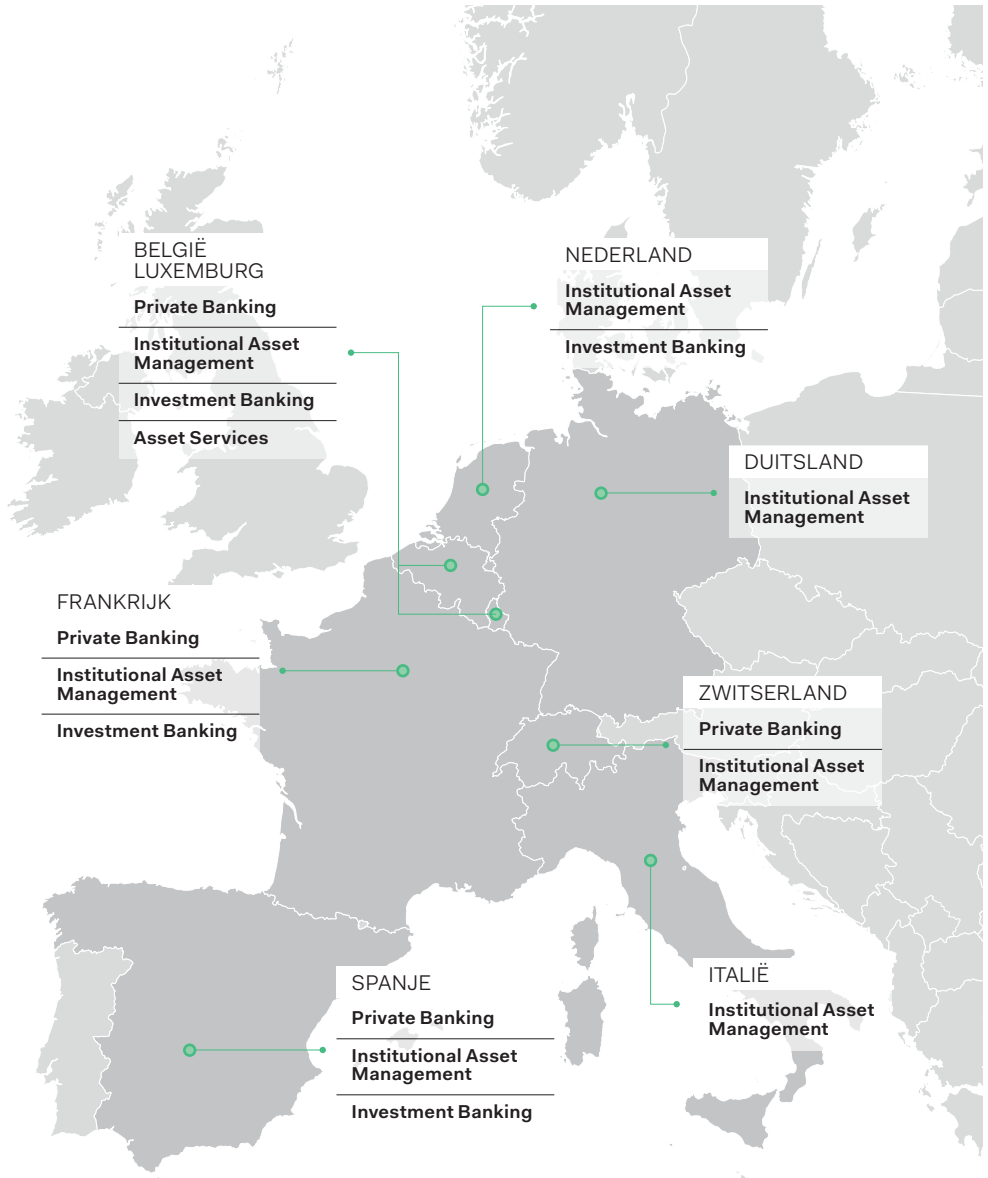 BELGIË
LUXEMBURG
Private Banking
Institutional Asset
Management
Investment Banking
Asset Services
NEDERLAND
Institutional Asset
Management
Investment Banking
DUITSLAND
Institutional Asset
Management
FRANKRIJK
Private Banking
Institutional Asset
Management
Investment Banking
ZWITSERLAND
Private Banking
Institutional Asset
Management
SPANJE
Private Banking
Institutional Asset
Management
Investment Banking
ITALIË
Institutional Asset
Management